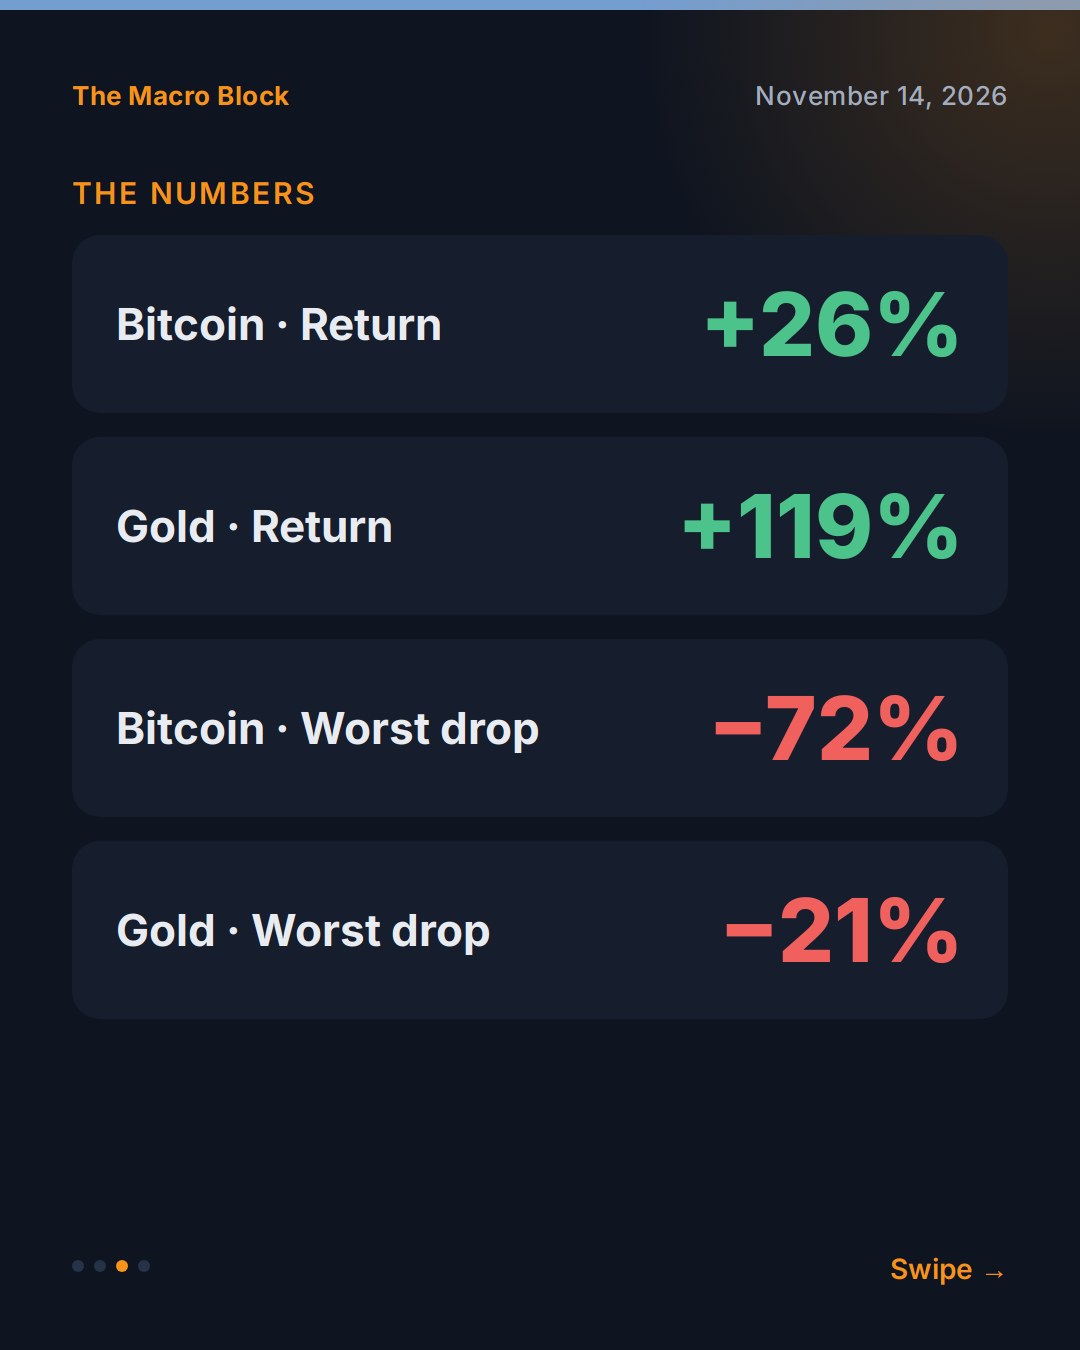 The Macro Block
November 14, 2026
THE NUMBERS
Bitcoin · Return
+26%
Gold · Return
+119%
Bitcoin · Worst drop
−72%
Gold · Worst drop
−21%
Swipe →